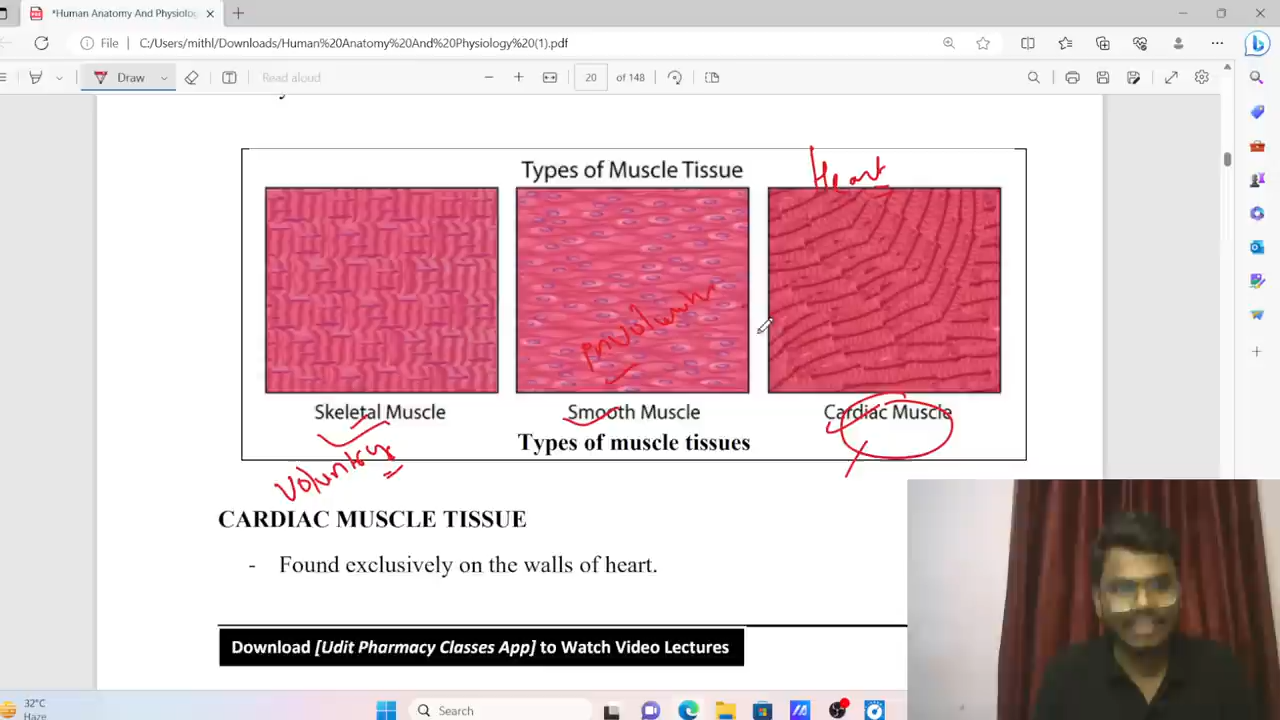 *Human Anatomy And Physiolog
File
C:/Users/mithl/Downloads/Human%20Anatomy%20And%20Physiology%20(1).pdf
Draw
Read aloud
20 of 148
Types of Muscle Tissue
Heart
involunt
Skeletal Muscle
Smooth Muscle
Cardiac Muscle
Types of muscle tissues
voluntry
CARDIAC MUSCLE TISSUE
- Found exclusively on the walls of heart.
Download [Udit Pharmacy Classes App] to Watch Video Lectures
32°C
Haze
Search